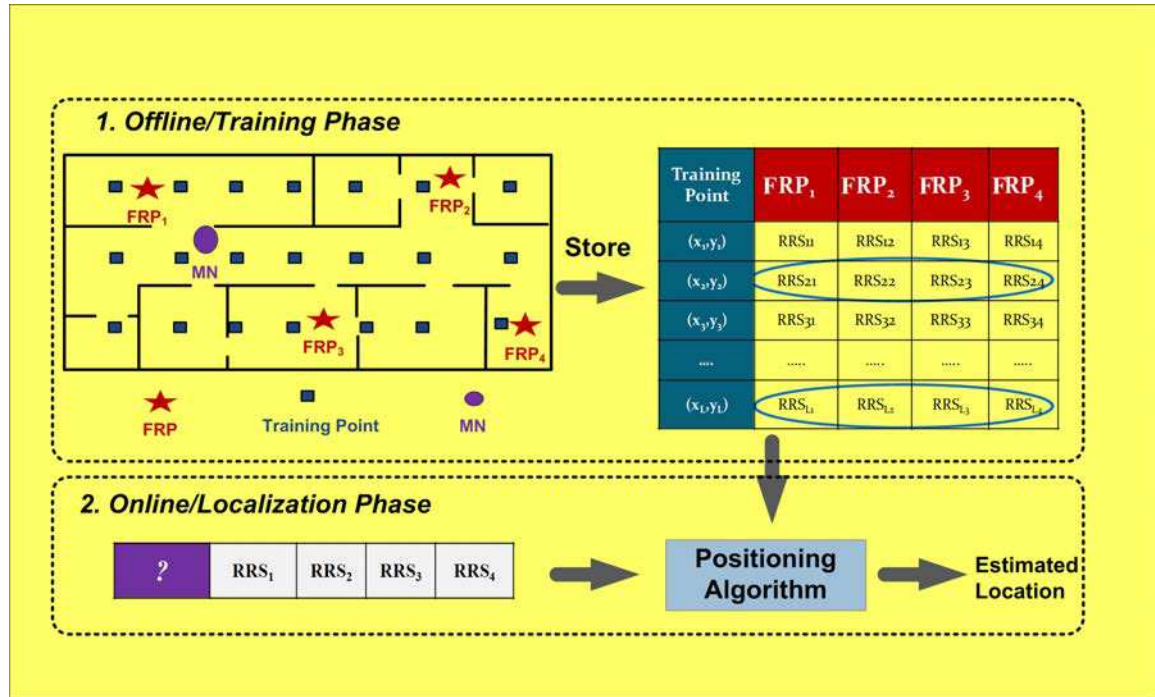 1. Offline/Training Phase
FRP₁
FRP₂
MN
FRP₃
FRP₄
FRP
Training Point
MN
Store
Training Point FRP₁ FRP₂ FRP₃ FRP₄
(x₁,y₁) RRS11 RRS12 RRS13 RRS14
(x₂,y₂) RRS21 RRS22 RRS23 RRS24
(x₃,y₃) RRS31 RRS32 RRS33 RRS34
.... ..... ..... ..... .....
(x_L,y_L) RRS_L1 RRS_L2 RRS_L3 RRS_L4
2. Online/Localization Phase
? RRS₁ RRS₂ RRS₃ RRS₄
Positioning
Algorithm
Estimated
Location